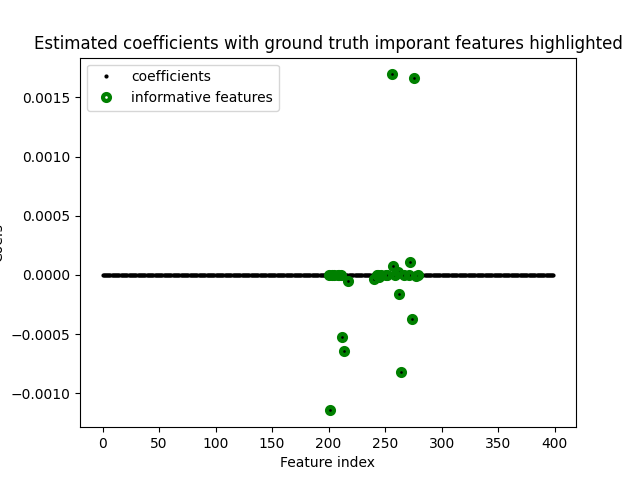 Estimated coefficients with ground truth imporant features highlighted
coefficients
informative features
0.0015
0.0010
0.0005
0.0000
−0.0005
−0.0010
0 50 100 150 200 250 300 350 400
Feature index